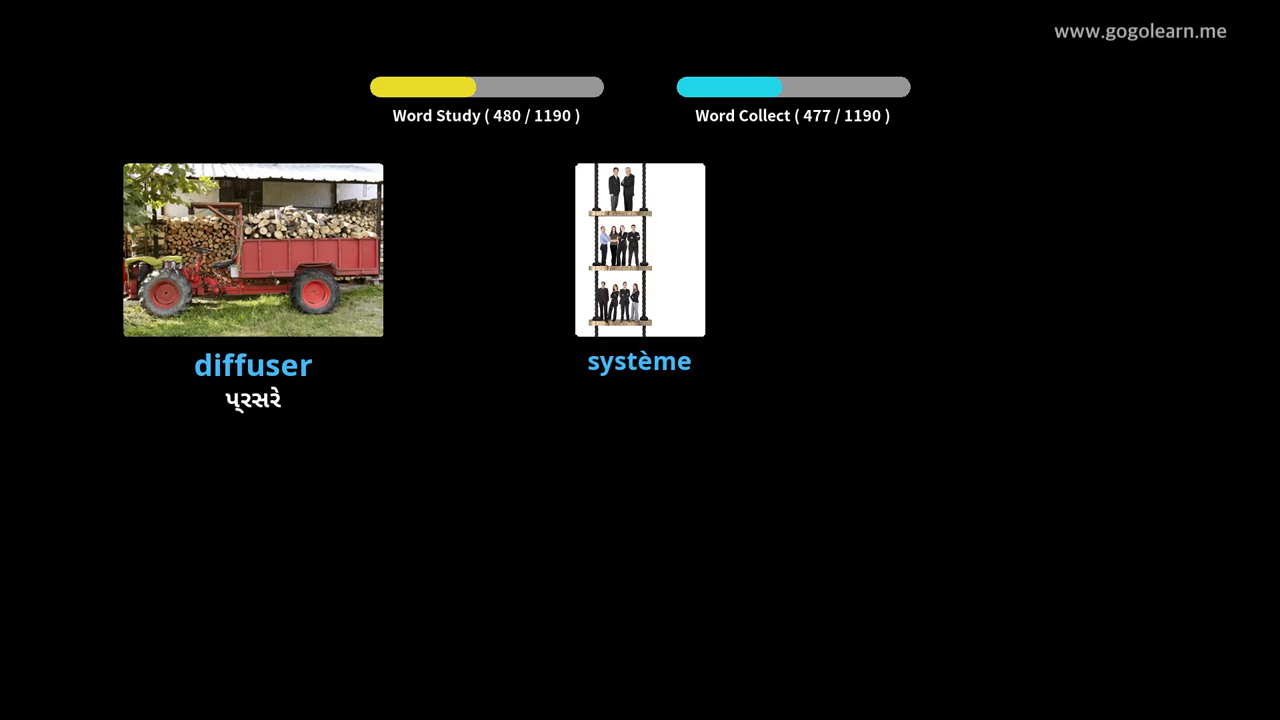 www.gogolearn.me
Word Study ( 480 / 1190 )
Word Collect ( 477 / 1190 )
diffuser
પ્રસરે
système